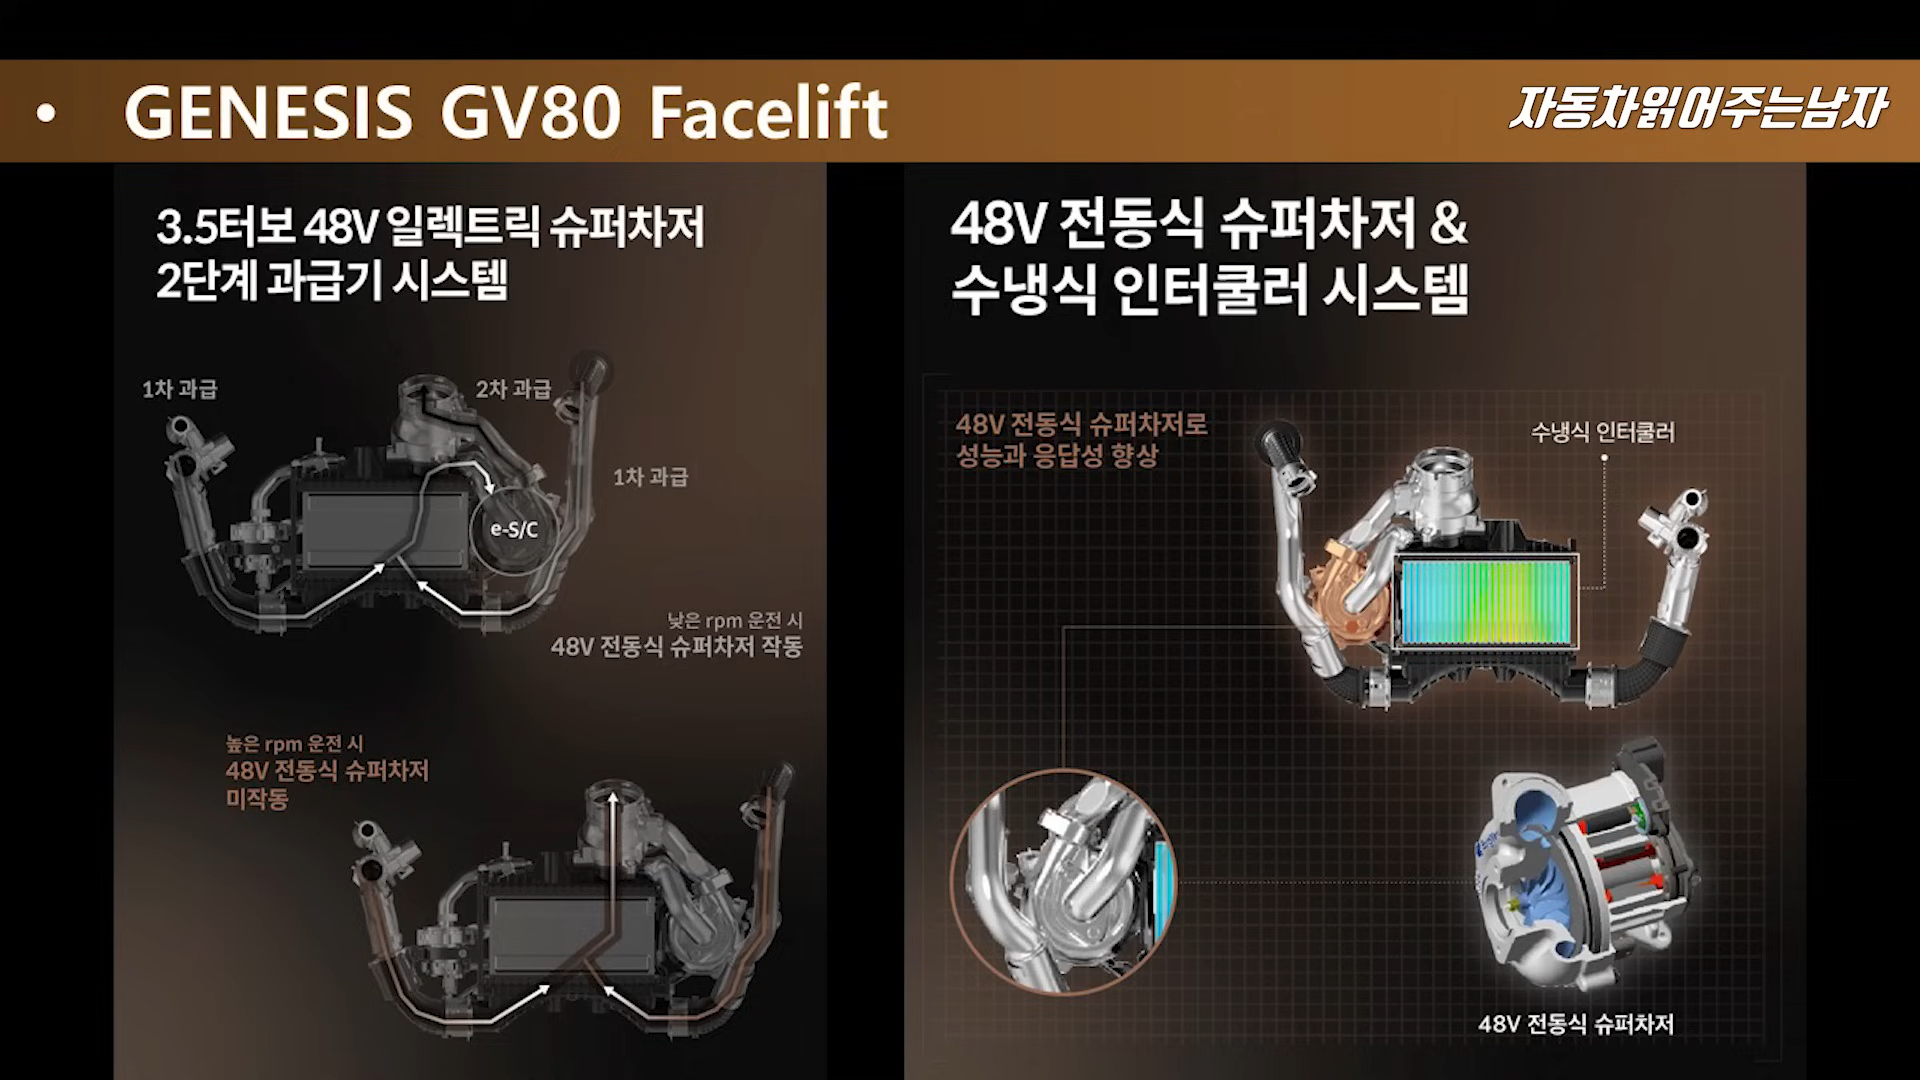 • GENESIS GV80 Facelift
자동차읽어주는남자
3.5터보 48V 일렉트릭 슈퍼차저
2단계 과급기 시스템
1차 과급
2차 과급
1차 과급
e-S/C
낮은 rpm 운전 시
48V 전동식 슈퍼차저 작동
높은 rpm 운전 시
48V 전동식 슈퍼차저
미작동
48V 전동식 슈퍼차저 &
수냉식 인터쿨러 시스템
48V 전동식 슈퍼차저로
성능과 응답성 향상
수냉식 인터쿨러
48V 전동식 슈퍼차저